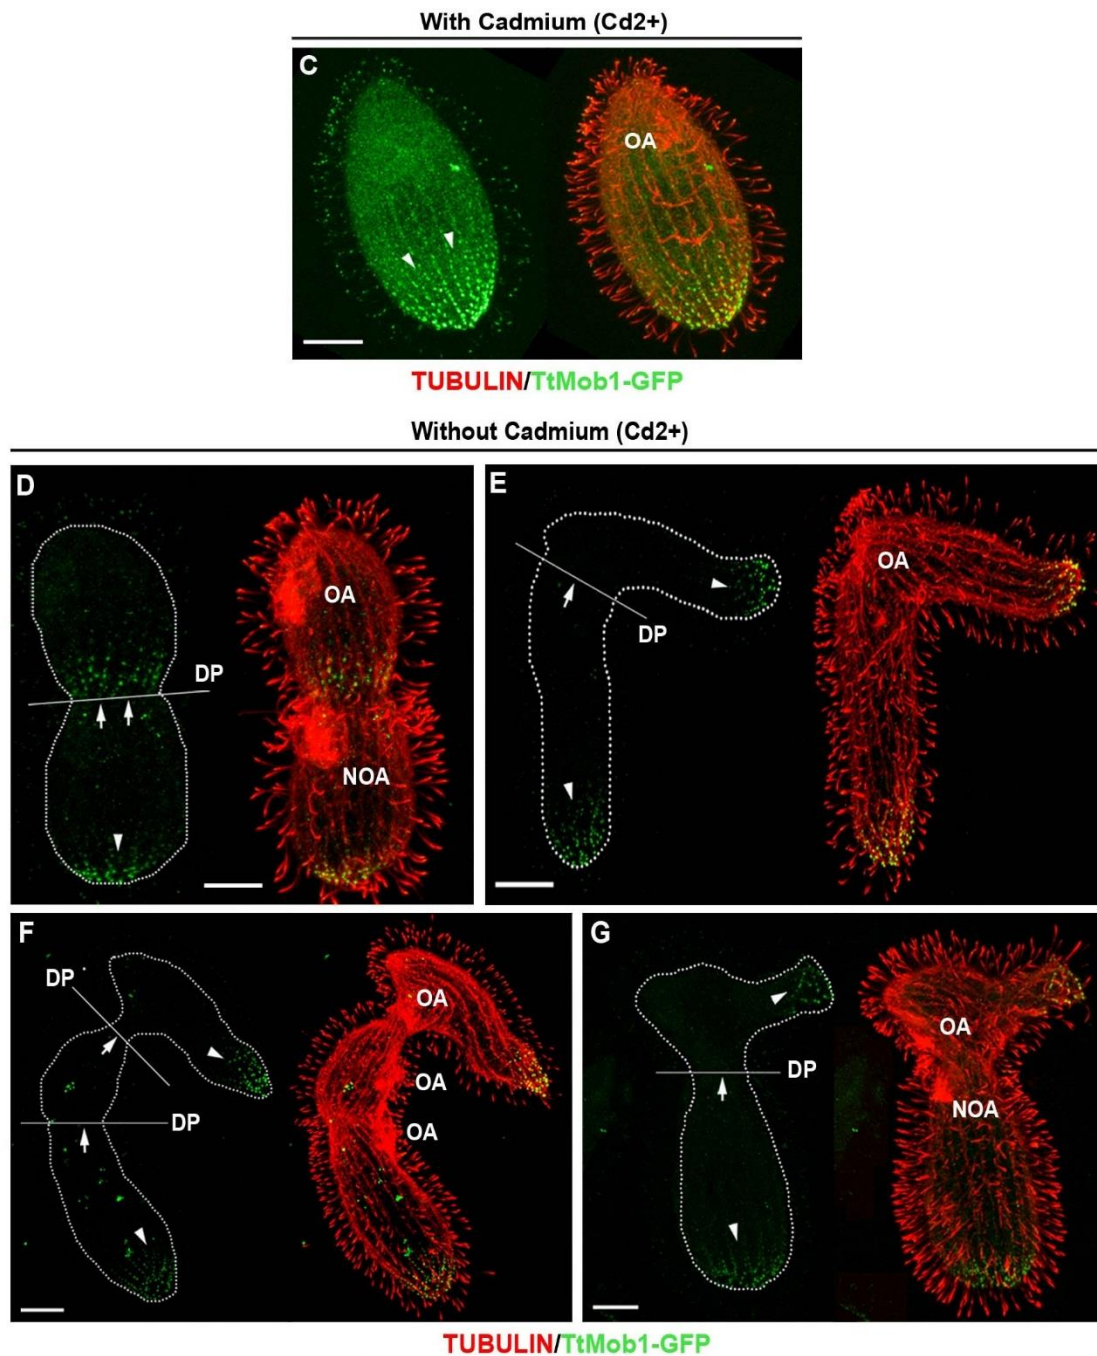 With Cadmium (Cd2+)
C
OA
TUBULIN/TtMob1-GFP
Without Cadmium (Cd2+)
D
OA
DP
NOA
E
OA
DP
F
DP
OA
OA
DP
OA
G
OA
DP
NOA
TUBULIN/TtMob1-GFP